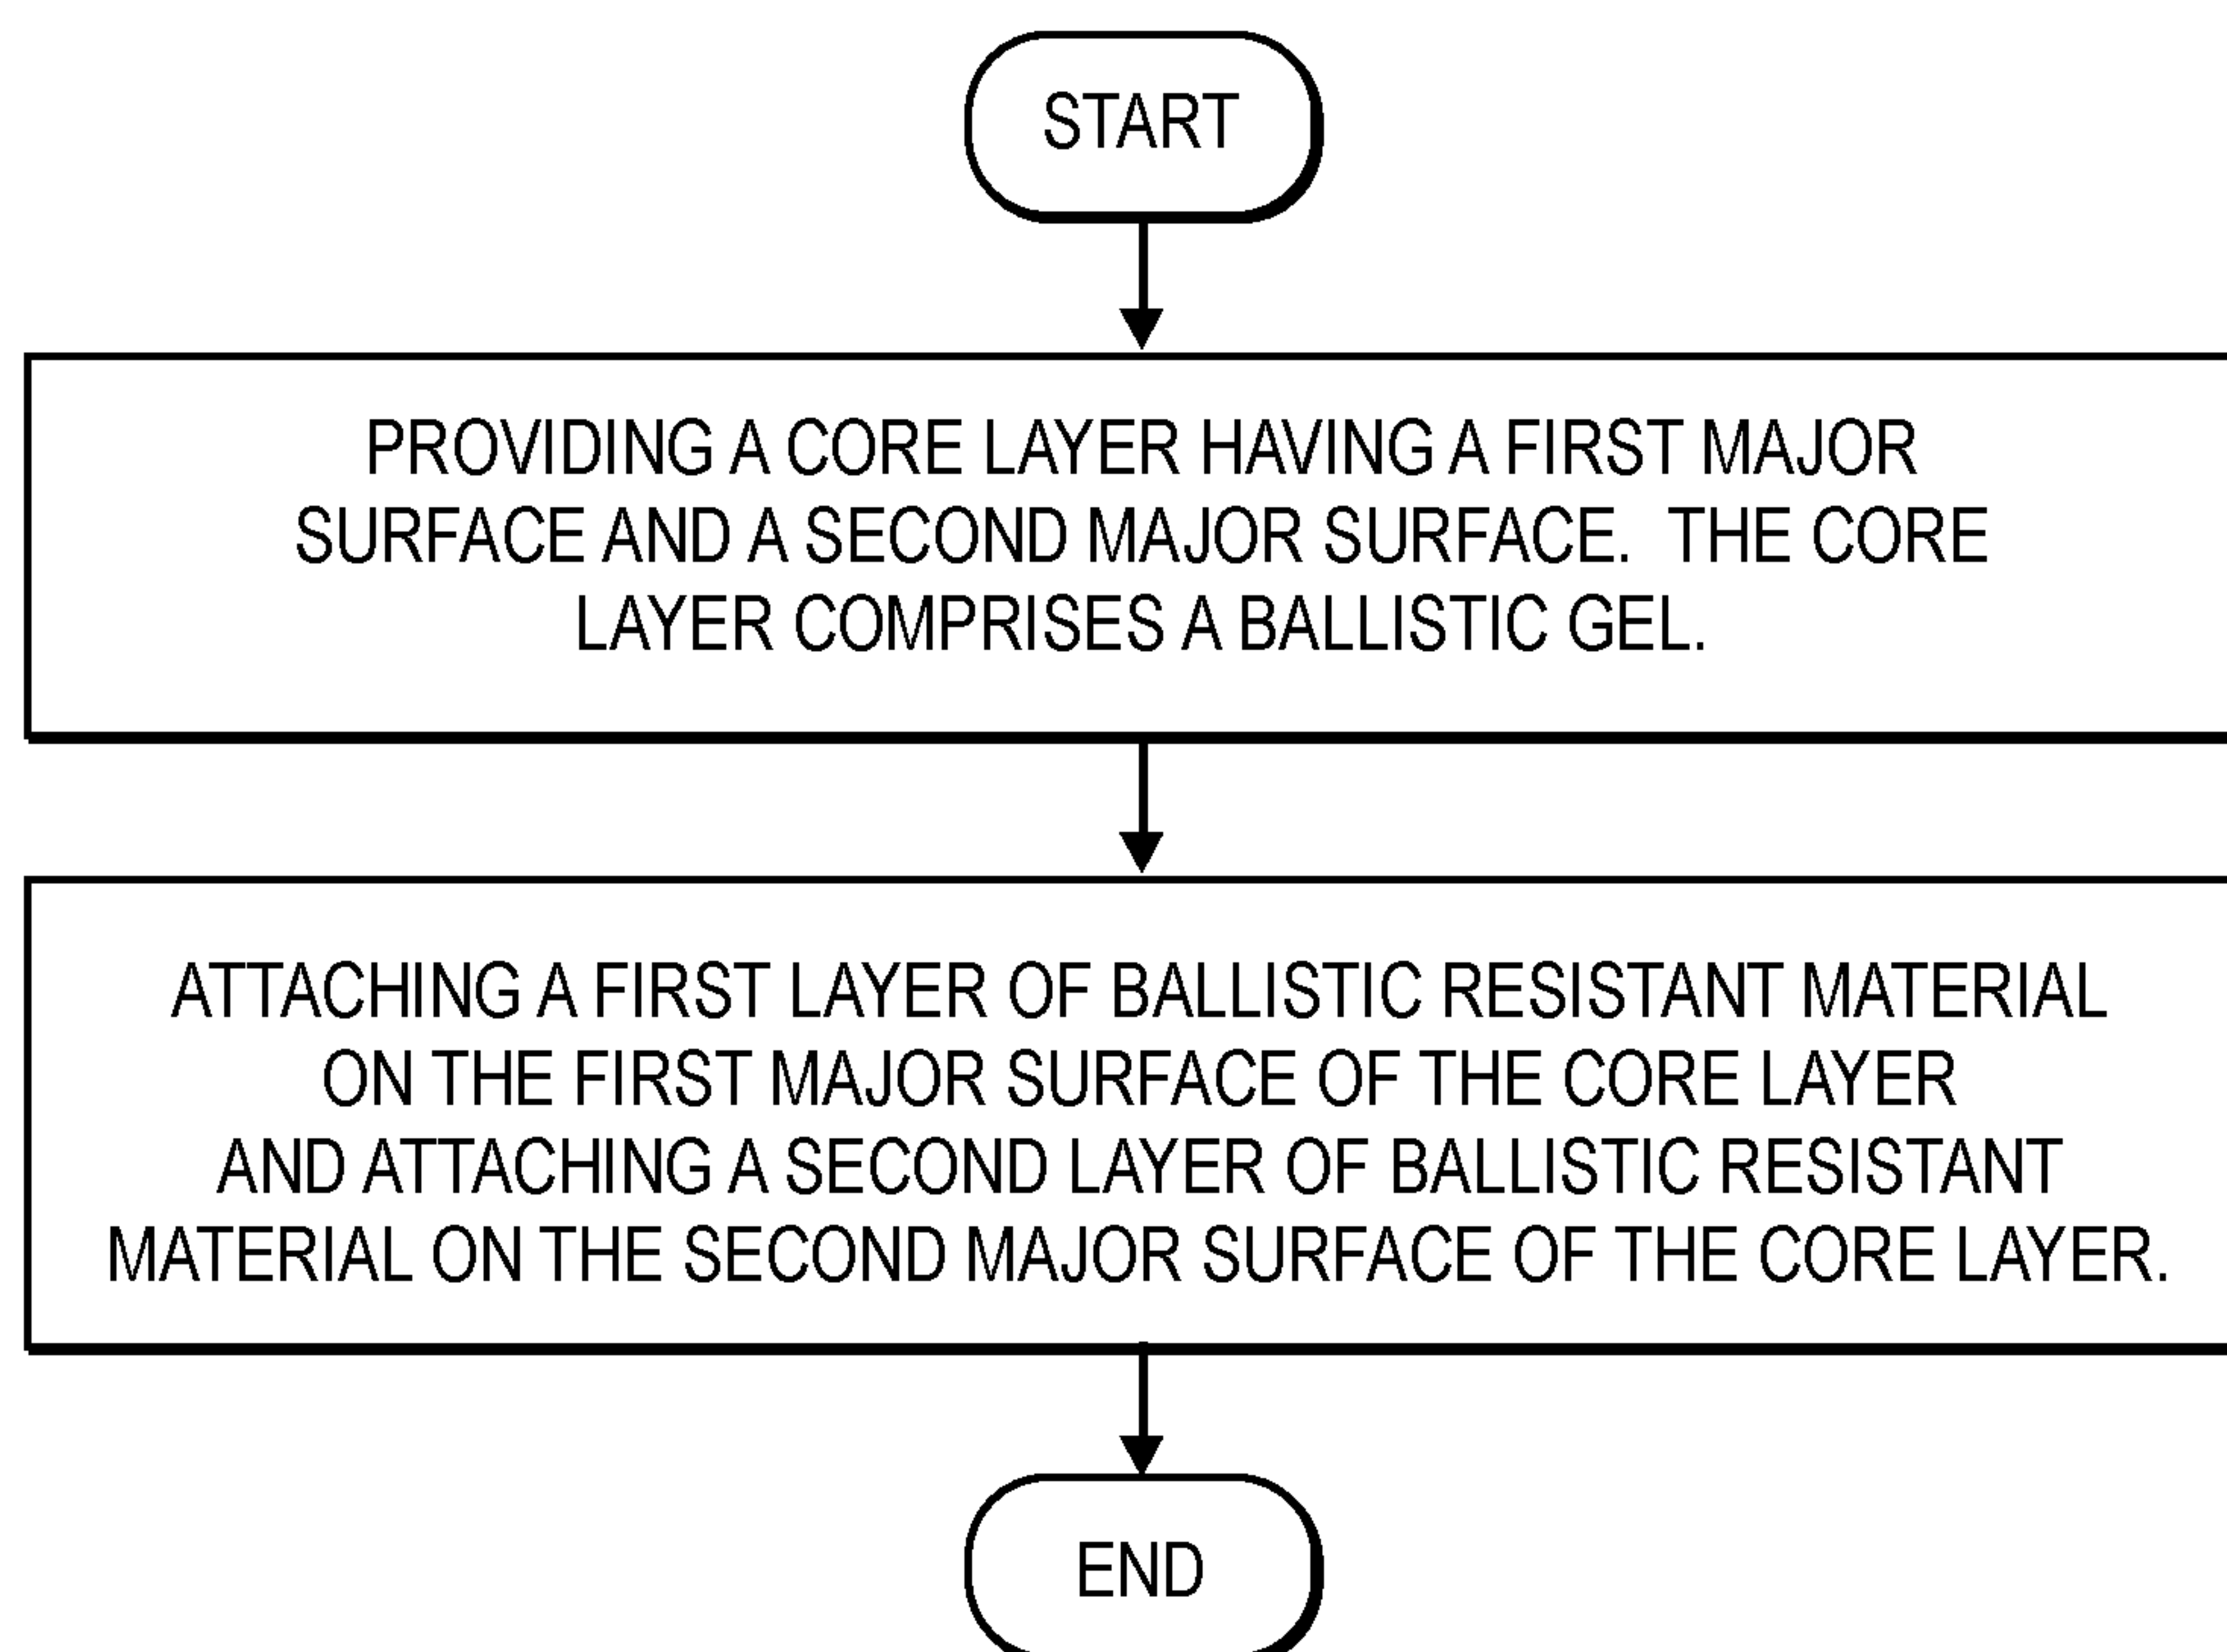 START
PROVIDING A CORE LAYER HAVING A FIRST MAJOR
SURFACE AND A SECOND MAJOR SURFACE.  THE CORE
LAYER COMPRISES A BALLISTIC GEL.
ATTACHING A FIRST LAYER OF BALLISTIC RESISTANT MATERIAL
ON THE FIRST MAJOR SURFACE OF THE CORE LAYER
AND ATTACHING A SECOND LAYER OF BALLISTIC RESISTANT
MATERIAL ON THE SECOND MAJOR SURFACE OF THE CORE LAYER.
END